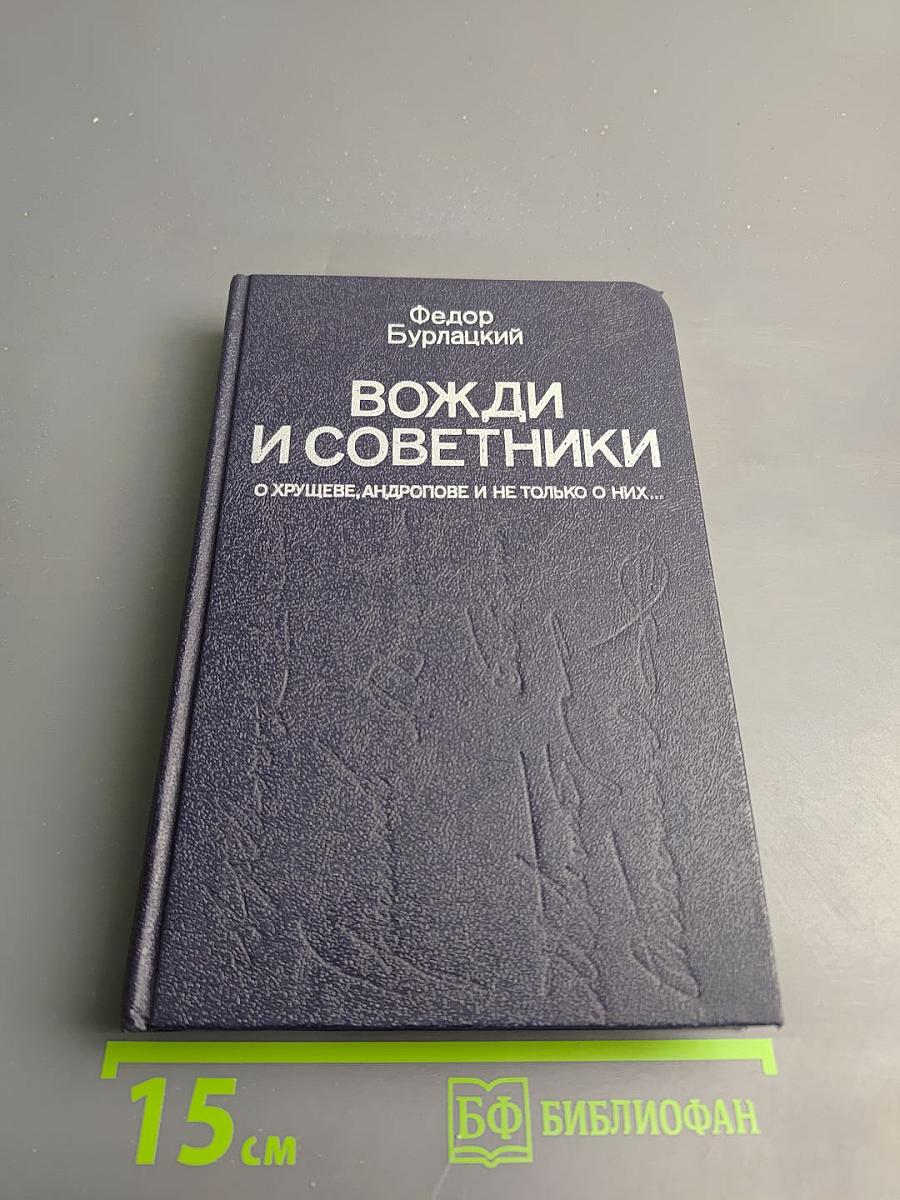 Федор
Бурлацкий
ВОЖДИ
И СОВЕТНИКИ
О ХРУЩЕВЕ, АНДРОПОВЕ И НЕ ТОЛЬКО О НИХ...
15 см
БФ БИБЛИОФАН